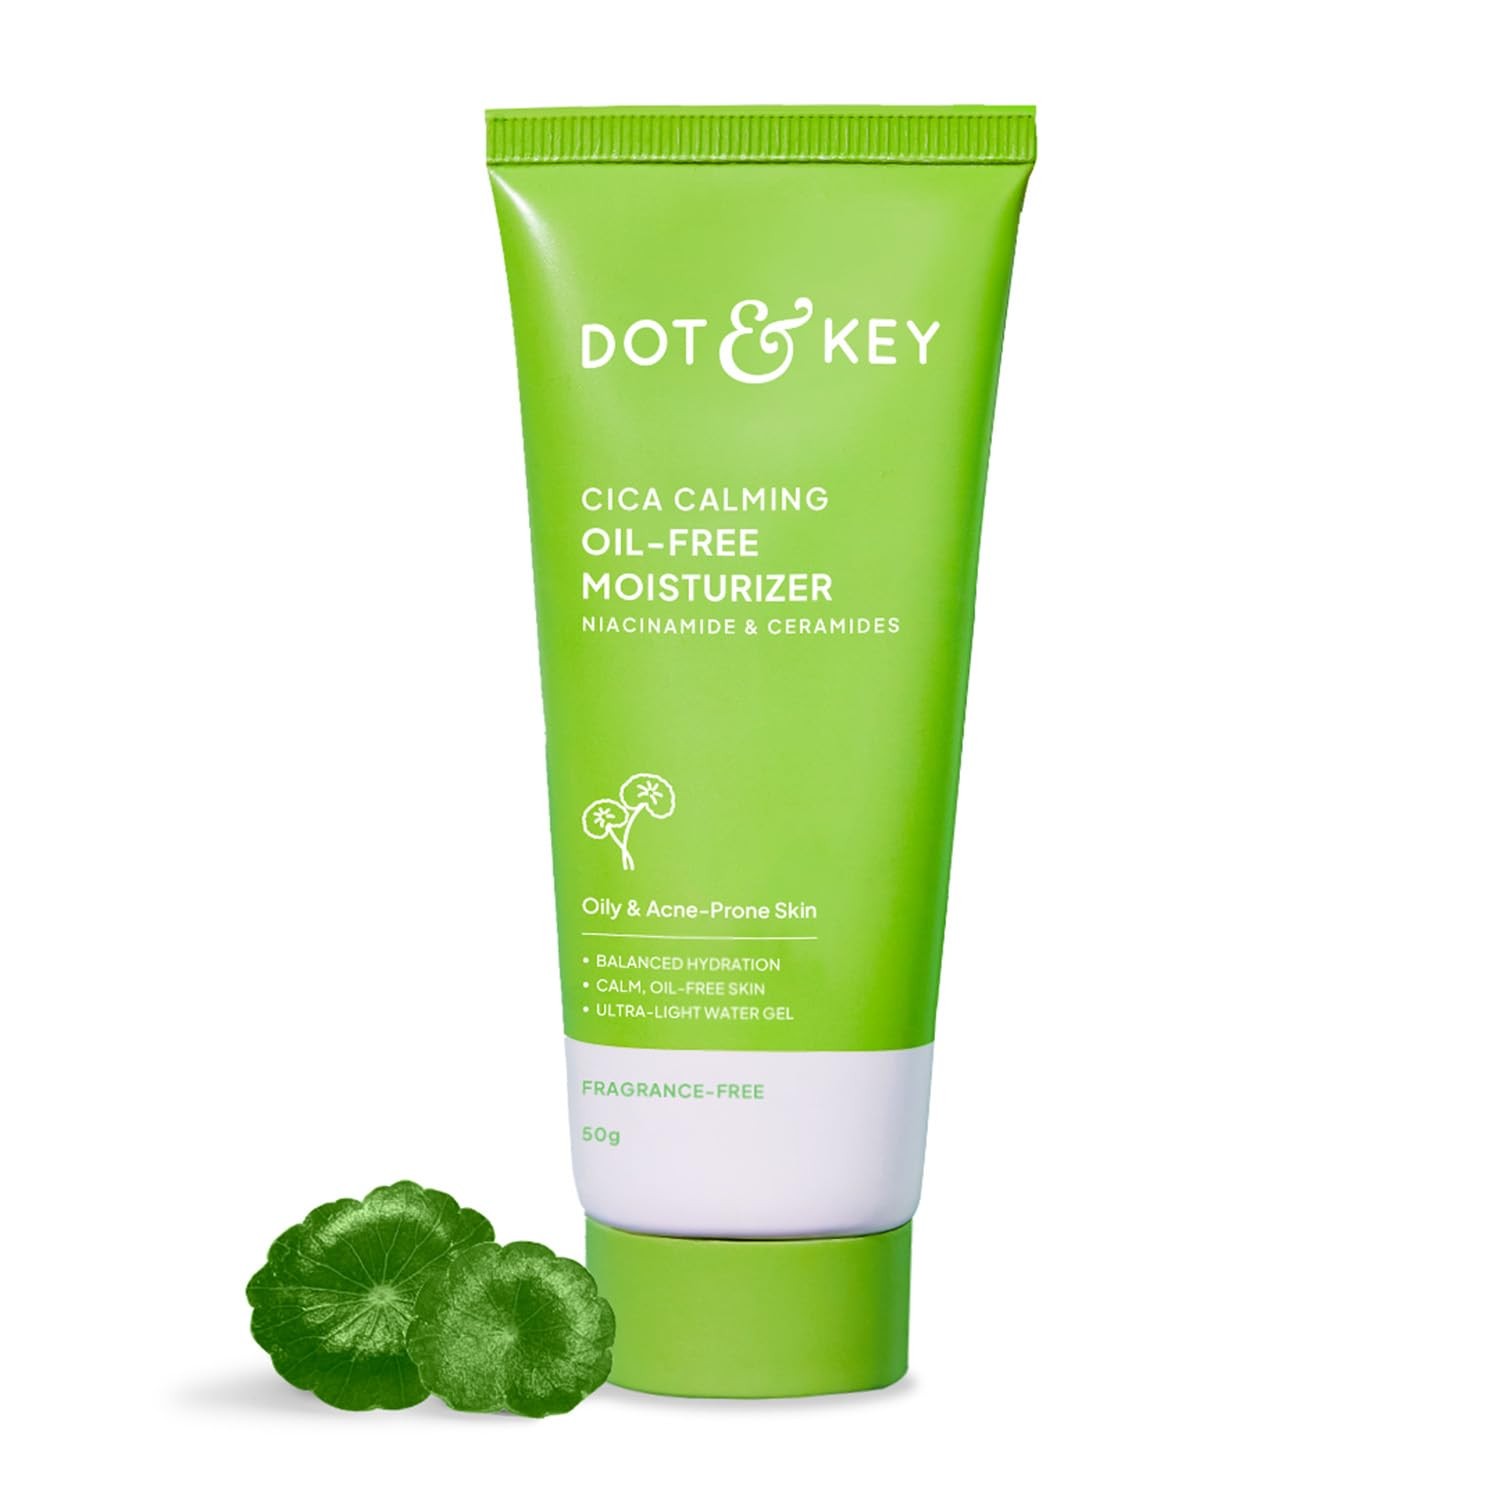 DOT & KEY
CICA CALMING
OIL-FREE
MOISTURIZER
NIACINAMIDE & CERAMIDES
Oily & Acne-Prone Skin
• BALANCED HYDRATION
• CALM, OIL-FREE SKIN
• ULTRA-LIGHT WATER GEL
FRAGRANCE-FREE
50g